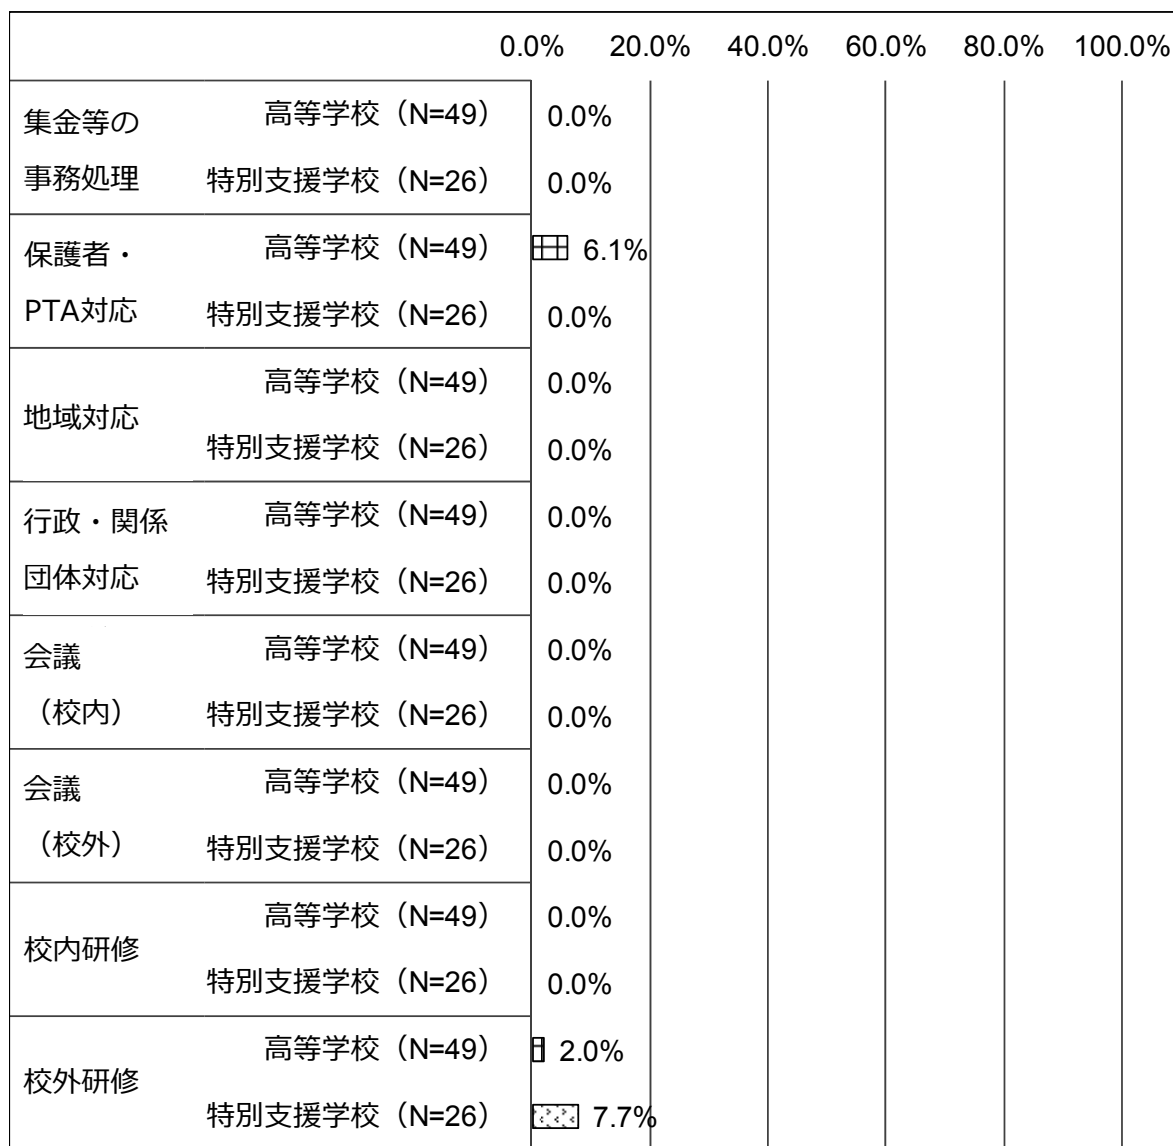 0.0% 20.0% 40.0% 60.0% 80.0% 100.0%
集金等の
事務処理
高等学校（N=49） 0.0%
特別支援学校（N=26） 0.0%
保護者・
PTA対応
高等学校（N=49） 6.1%
特別支援学校（N=26） 0.0%
地域対応
高等学校（N=49） 0.0%
特別支援学校（N=26） 0.0%
行政・関係
団体対応
高等学校（N=49） 0.0%
特別支援学校（N=26） 0.0%
会議
（校内）
高等学校（N=49） 0.0%
特別支援学校（N=26） 0.0%
会議
（校外）
高等学校（N=49） 0.0%
特別支援学校（N=26） 0.0%
校内研修
高等学校（N=49） 0.0%
特別支援学校（N=26） 0.0%
校外研修
高等学校（N=49） 2.0%
特別支援学校（N=26） 7.7%